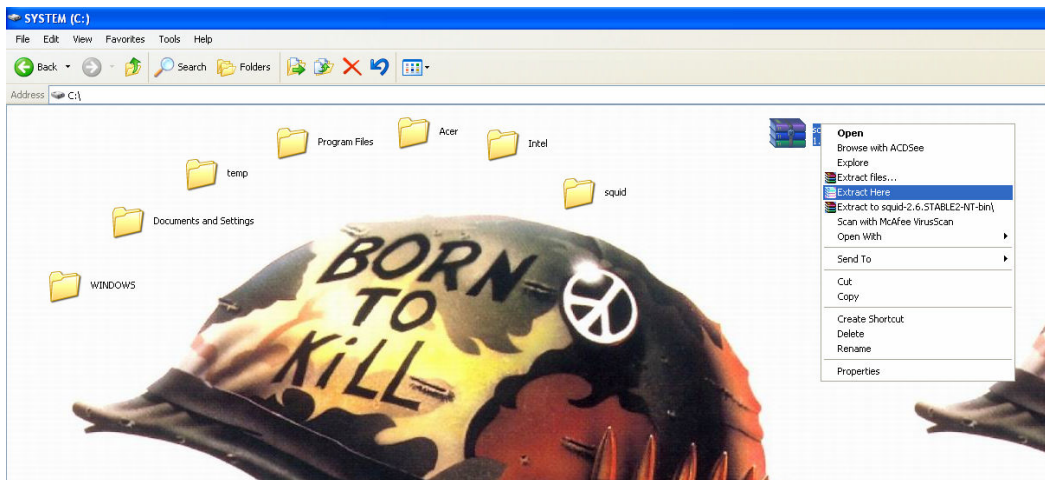 SYSTEM (C:)
File Edit View Favorites Tools Help
Back Search Folders
Address C:\
Program Files
Acer
Intel
temp
squid
Documents and Settings
WINDOWS
BORN
TO
KiLL
Open
Browse with ACDSee
Explore
Extract files...
Extract Here
Extract to squid-2.6.STABLE2-NT-bin\
Scan with McAfee VirusScan
Open With
Send To
Cut
Copy
Create Shortcut
Delete
Rename
Properties